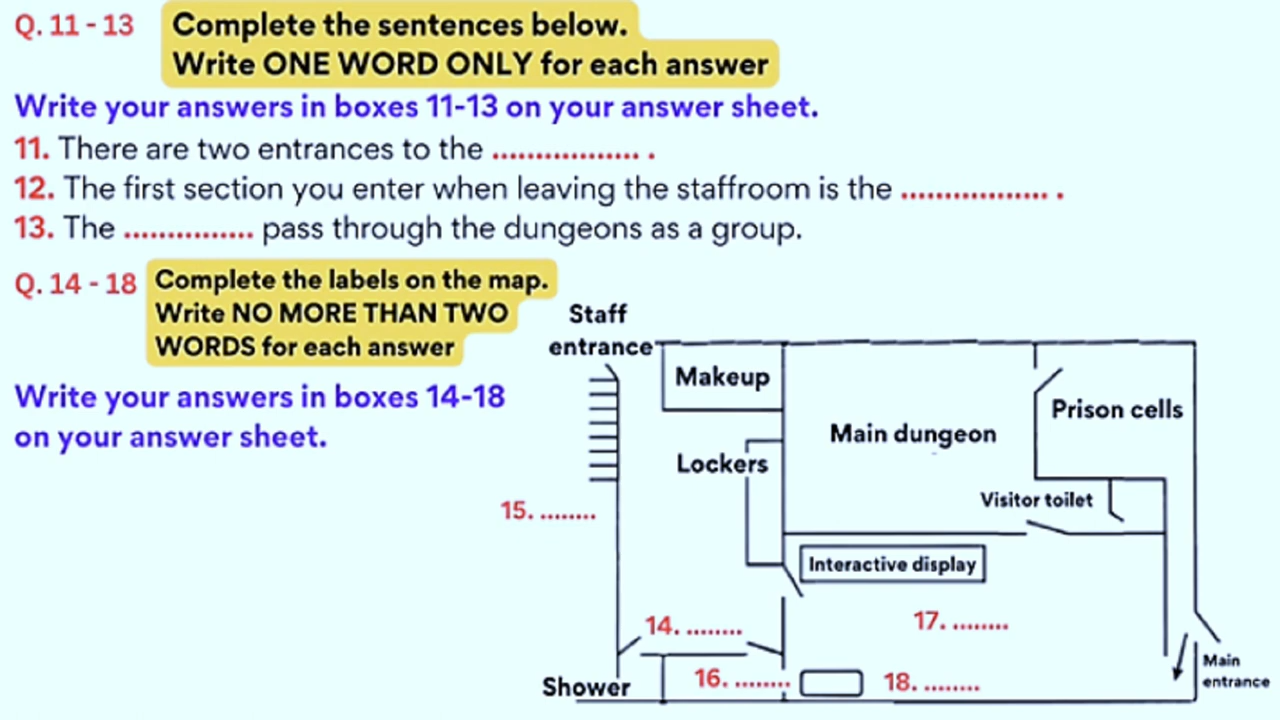 Q. 11 - 13 Complete the sentences below.
Write ONE WORD ONLY for each answer
Write your answers in boxes 11-13 on your answer sheet.
11. There are two entrances to the ................. .
12. The first section you enter when leaving the staffroom is the ................. .
13. The ............... pass through the dungeons as a group.
Q. 14 - 18 Complete the labels on the map.
Write NO MORE THAN TWO
WORDS for each answer
Write your answers in boxes 14-18
on your answer sheet.
Staff
entrance
Makeup
Prison cells
Main dungeon
Lockers
Visitor toilet
15. ........
Interactive display
14. ........
17. ........
Main
entrance
Shower
16. ........
18. ........